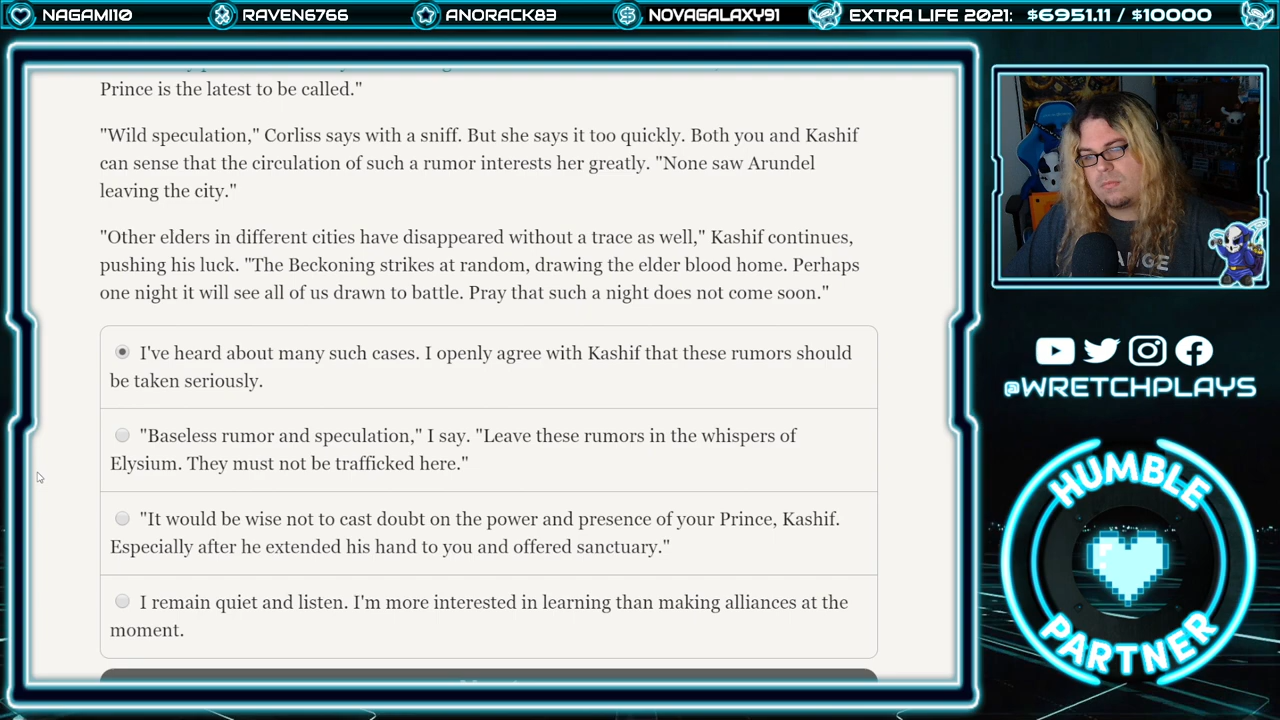 NAGAMI10 RAVEN6766 ANORACK83 NOVAGALAXY91 EXTRA LIFE 2021: $6951.11 / $10000
Prince is the latest to be called."
"Wild speculation," Corliss says with a sniff. But she says it too quickly. Both you and Kashif
can sense that the circulation of such a rumor interests her greatly. "None saw Arundel
leaving the city."
"Other elders in different cities have disappeared without a trace as well," Kashif continues,
pushing his luck. "The Beckoning strikes at random, drawing the elder blood home. Perhaps
one night it will see all of us drawn to battle. Pray that such a night does not come soon."
I've heard about many such cases. I openly agree with Kashif that these rumors should
be taken seriously.
"Baseless rumor and speculation," I say. "Leave these rumors in the whispers of
Elysium. They must not be trafficked here."
"It would be wise not to cast doubt on the power and presence of your Prince, Kashif.
Especially after he extended his hand to you and offered sanctuary."
I remain quiet and listen. I'm more interested in learning than making alliances at the
moment.
@WRETCHPLAYS
HUMBLE
PARTNER